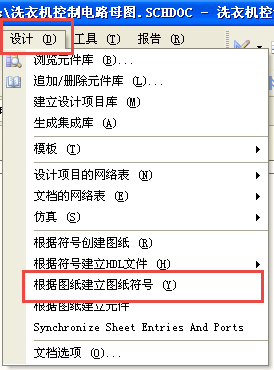 \洗衣机控制电路母图.SCHDOC - 洗衣机控
设计 (D) 工具 (T) 报告 (R)
浏览元件库 (B)...
追加/删除元件库 (L)...
建立设计项目库 (M)
生成集成库 (A)
模板 (T)
设计项目的网络表 (N)
文档的网络表 (E)
仿真 (S)
根据符号创建图纸 (R)
根据符号建立HDL文件 (H)
根据图纸建立图纸符号 (Y)
根据图纸建立元件
Synchronize Sheet Entries And Ports
文档选项 (O)...